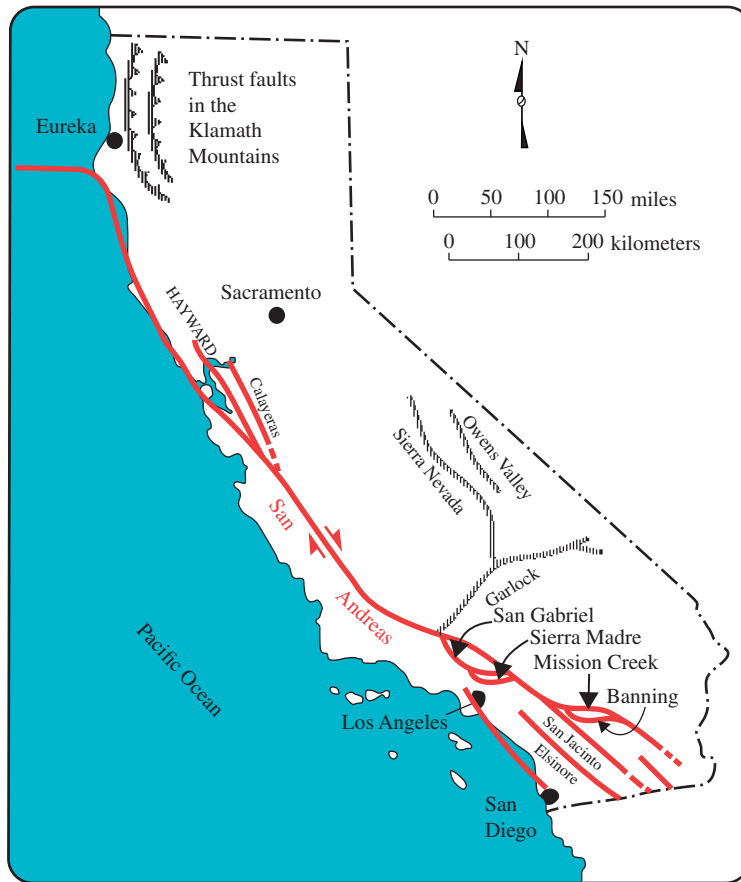 N
Thrust faults
in the
Klamath
Mountains
Eureka
0 50 100 150 miles
0 100 200 kilometers
Sacramento
HAYWARD
Calayeras
Owens Valley
Sierra Nevada
San
Andreas
Garlock
San Gabriel
Sierra Madre
Mission Creek
Banning
Pacific Ocean
Los Angeles
San Jacinto
Elsinore
San
Diego